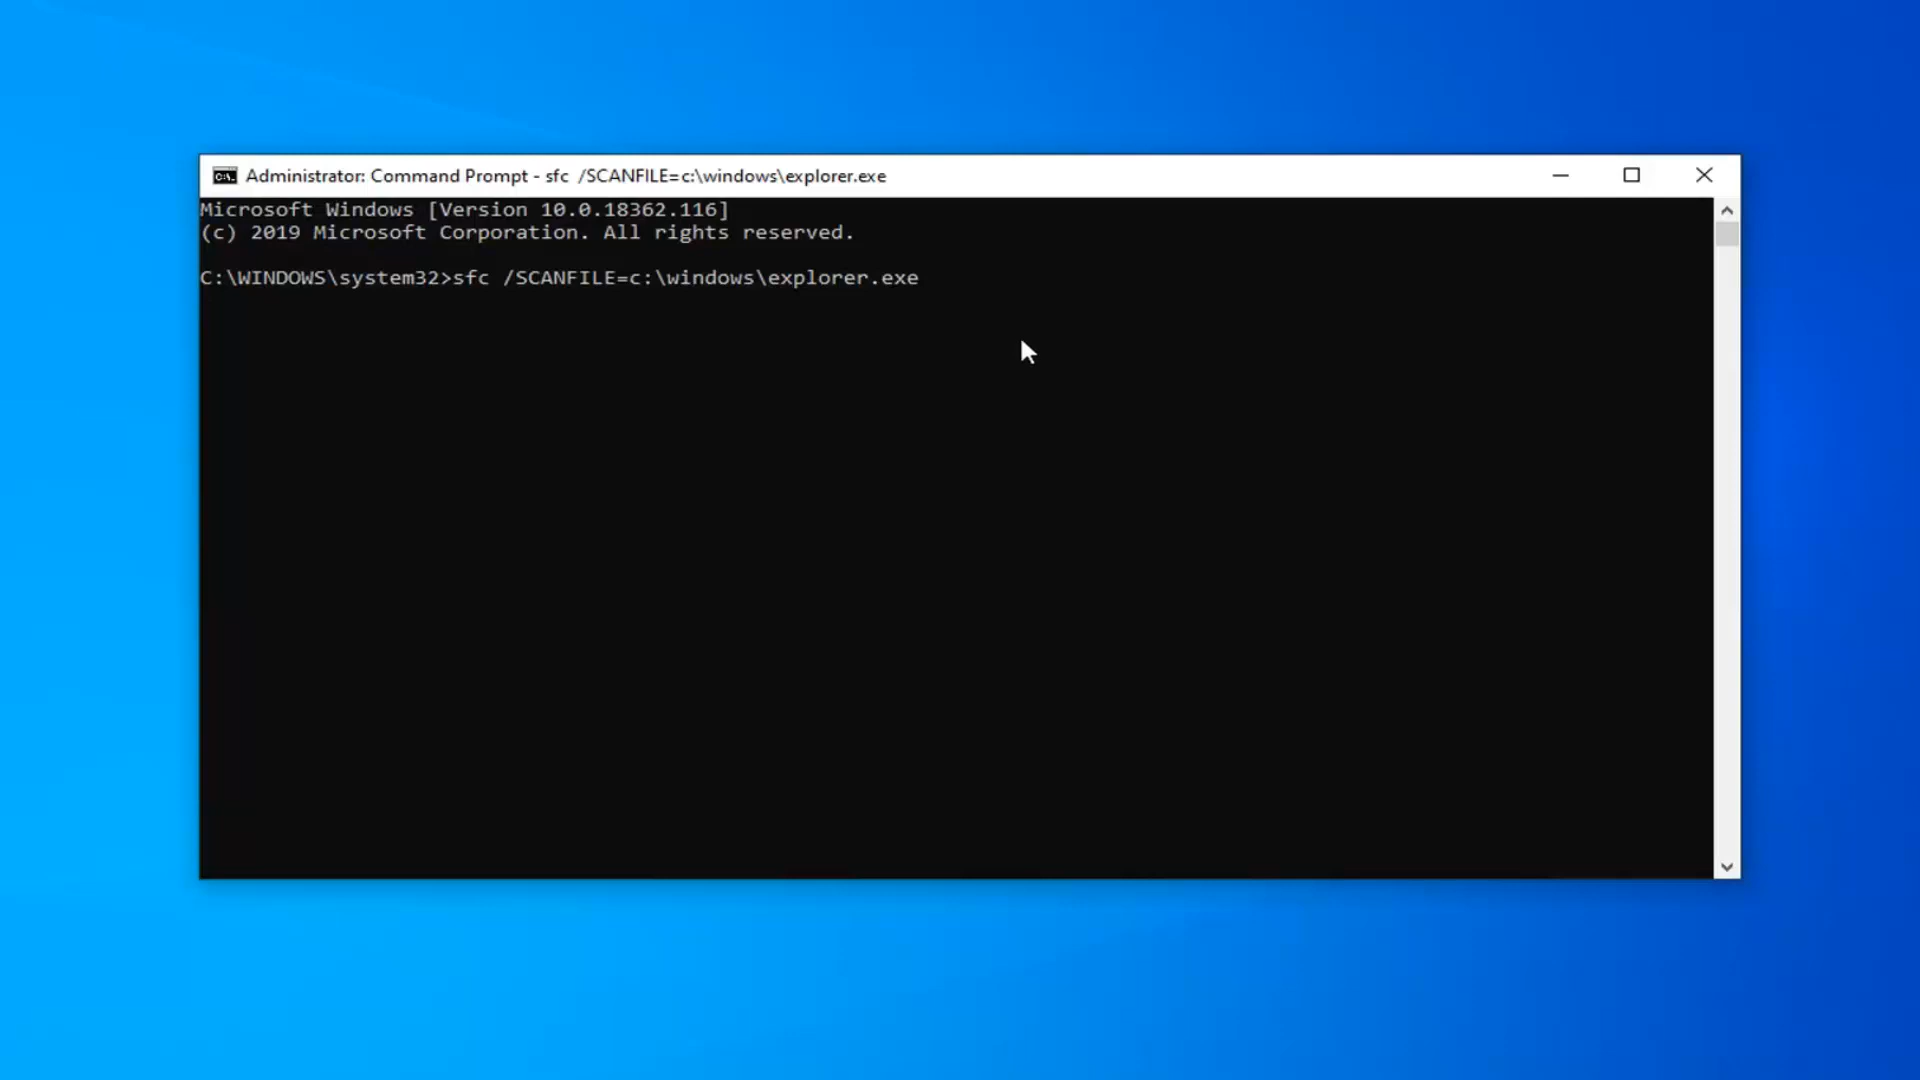 Administrator: Command Prompt - sfc  /SCANFILE=c:\windows\explorer.exe
Microsoft Windows [Version 10.0.18362.116]
(c) 2019 Microsoft Corporation. All rights reserved.
C:\WINDOWS\system32>sfc /SCANFILE=c:\windows\explorer.exe